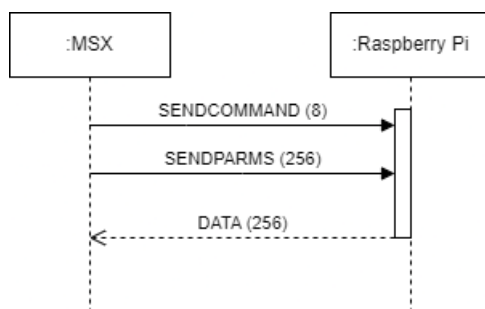 :MSX
:Raspberry Pi
SENDCOMMAND (8)
SENDPARMS (256)
DATA (256)